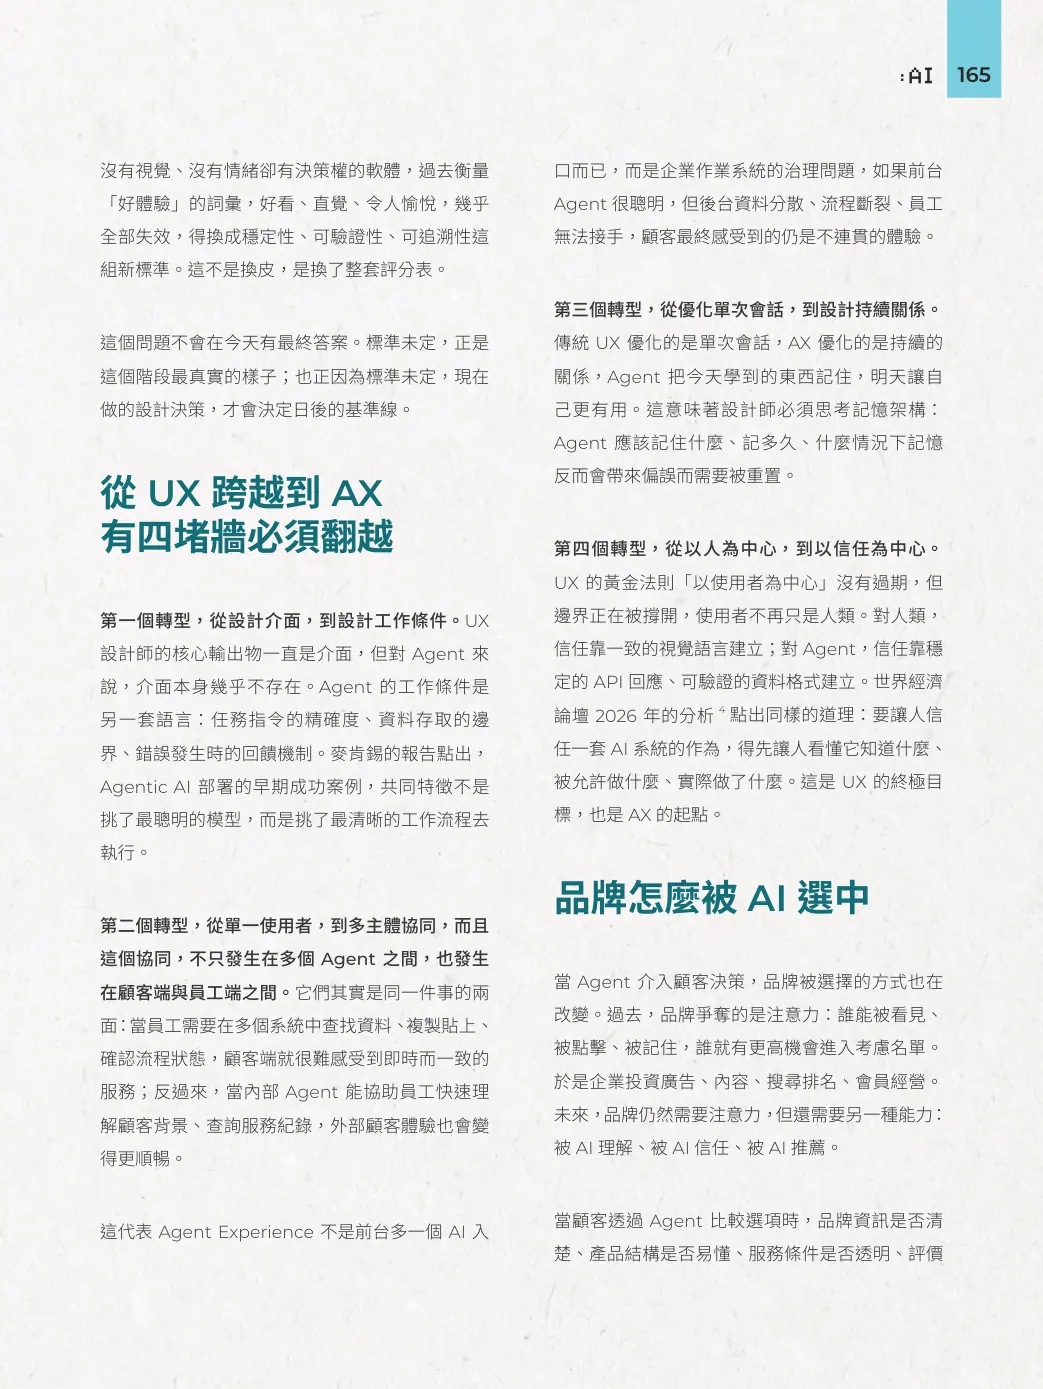 :AI 165
沒有視覺、沒有情緒卻有決策權的軟體，過去衡量
「好體驗」的詞彙，好看、直覺、令人愉悅，幾乎
全部失效，得換成穩定性、可驗證性、可追溯性這
組新標準。這不是換皮，是換了整套評分表。
這個問題不會在今天有最終答案。標準未定，正是
這個階段最真實的樣子；也正因為標準未定，現在
做的設計決策，才會決定日後的基準線。
從 UX 跨越到 AX
有四堵牆必須翻越
第一個轉型，從設計介面，到設計工作條件。UX
設計師的核心輸出物一直是介面，但對 Agent 來
說，介面本身幾乎不存在。Agent 的工作條件是
另一套語言：任務指令的精確度、資料存取的邊
界、錯誤發生時的回饋機制。麥肯錫的報告點出，
Agentic AI 部署的早期成功案例，共同特徵不是
挑了最聰明的模型，而是挑了最清晰的工作流程去
執行。
第二個轉型，從單一使用者，到多主體協同，而且
這個協同，不只發生在多個 Agent 之間，也發生
在顧客端與員工端之間。它們其實是同一件事的兩
面：當員工需要在多個系統中查找資料、複製貼上、
確認流程狀態，顧客端就很難感受到即時而一致的
服務；反過來，當內部 Agent 能協助員工快速理
解顧客背景、查詢服務紀錄，外部顧客體驗也會變
得更順暢。
這代表 Agent Experience 不是前台多一個 AI 入
口而已，而是企業作業系統的治理問題，如果前台
Agent 很聰明，但後台資料分散、流程斷裂、員工
無法接手，顧客最終感受到的仍是不連貫的體驗。
第三個轉型，從優化單次會話，到設計持續關係。
傳統 UX 優化的是單次會話，AX 優化的是持續的
關係，Agent 把今天學到的東西記住，明天讓自
己更有用。這意味著設計師必須思考記憶架構：
Agent 應該記住什麼、記多久、什麼情況下記憶
反而會帶來偏誤而需要被重置。
第四個轉型，從以人為中心，到以信任為中心。
UX 的黃金法則「以使用者為中心」沒有過期，但
邊界正在被撐開，使用者不再只是人類。對人類，
信任靠一致的視覺語言建立；對 Agent，信任靠穩
定的 API 回應、可驗證的資料格式建立。世界經濟
論壇 2026 年的分析 4 點出同樣的道理：要讓人信
任一套 AI 系統的作為，得先讓人看懂它知道什麼、
被允許做什麼、實際做了什麼。這是 UX 的終極目
標，也是 AX 的起點。
品牌怎麼被 AI 選中
當 Agent 介入顧客決策，品牌被選擇的方式也在
改變。過去，品牌爭奪的是注意力：誰能被看見、
被點擊、被記住，誰就有更高機會進入考慮名單。
於是企業投資廣告、內容、搜尋排名、會員經營。
未來，品牌仍然需要注意力，但還需要另一種能力：
被 AI 理解、被 AI 信任、被 AI 推薦。
當顧客透過 Agent 比較選項時，品牌資訊是否清
楚、產品結構是否易懂、服務條件是否透明、評價